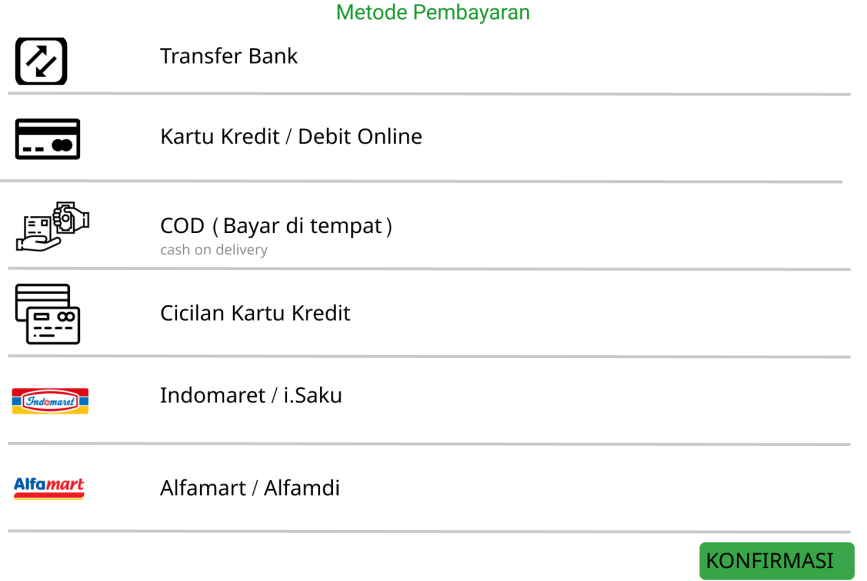 Metode Pembayaran
Transfer Bank
Kartu Kredit / Debit Online
COD (Bayar di tempat)
cash on delivery
Cicilan Kartu Kredit
Indomaret
Indomaret / i.Saku
Alfamart
Alfamart / Alfamdi
KONFIRMASI